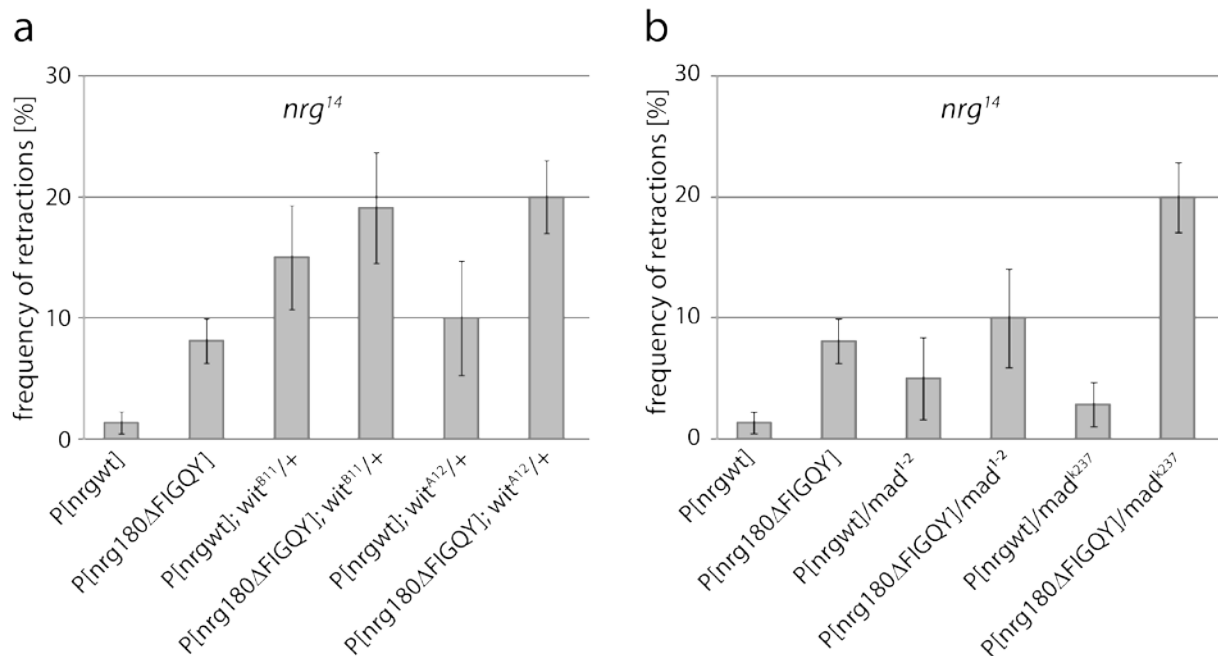 a
frequency of retractions [%]
30
20
10
0
nrg¹⁴
P[nrgwt]
P[nrg180ΔFIGQY]
P[nrgwt]; witᴮ¹¹/+
P[nrg180ΔFIGQY]; witᴮ¹¹/+
P[nrgwt]; witᴬ¹²/+
P[nrg180ΔFIGQY]; witᴬ¹²/+
b
frequency of retractions [%]
30
20
10
0
nrg¹⁴
P[nrgwt]
P[nrg180ΔFIGQY]
P[nrgwt]/mad¹⁻²
P[nrg180ΔFIGQY]/mad¹⁻²
P[nrgwt]/madᴷ²³⁷
P[nrg180ΔFIGQY]/madᴷ²³⁷